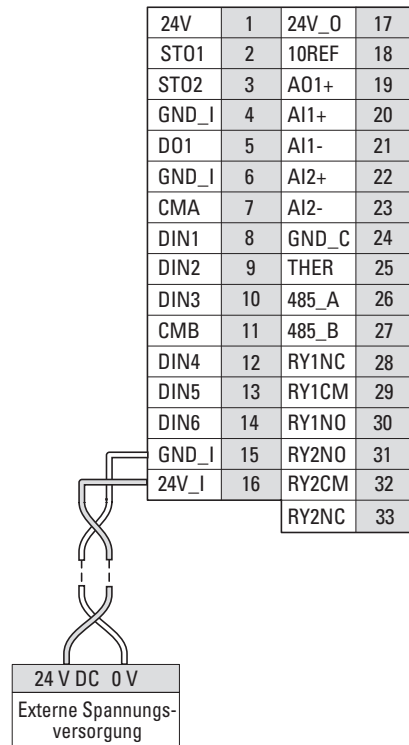 24V 1 24V_O 17
STO1 2 10REF 18
STO2 3 AO1+ 19
GND_I 4 AI1+ 20
DO1 5 AI1- 21
GND_I 6 AI2+ 22
CMA 7 AI2- 23
DIN1 8 GND_C 24
DIN2 9 THER 25
DIN3 10 485_A 26
CMB 11 485_B 27
DIN4 12 RY1NC 28
DIN5 13 RY1CM 29
DIN6 14 RY1NO 30
GND_I 15 RY2NO 31
24V_I 16 RY2CM 32
RY2NC 33
24 V DC 0 V
Externe Spannungs-
versorgung